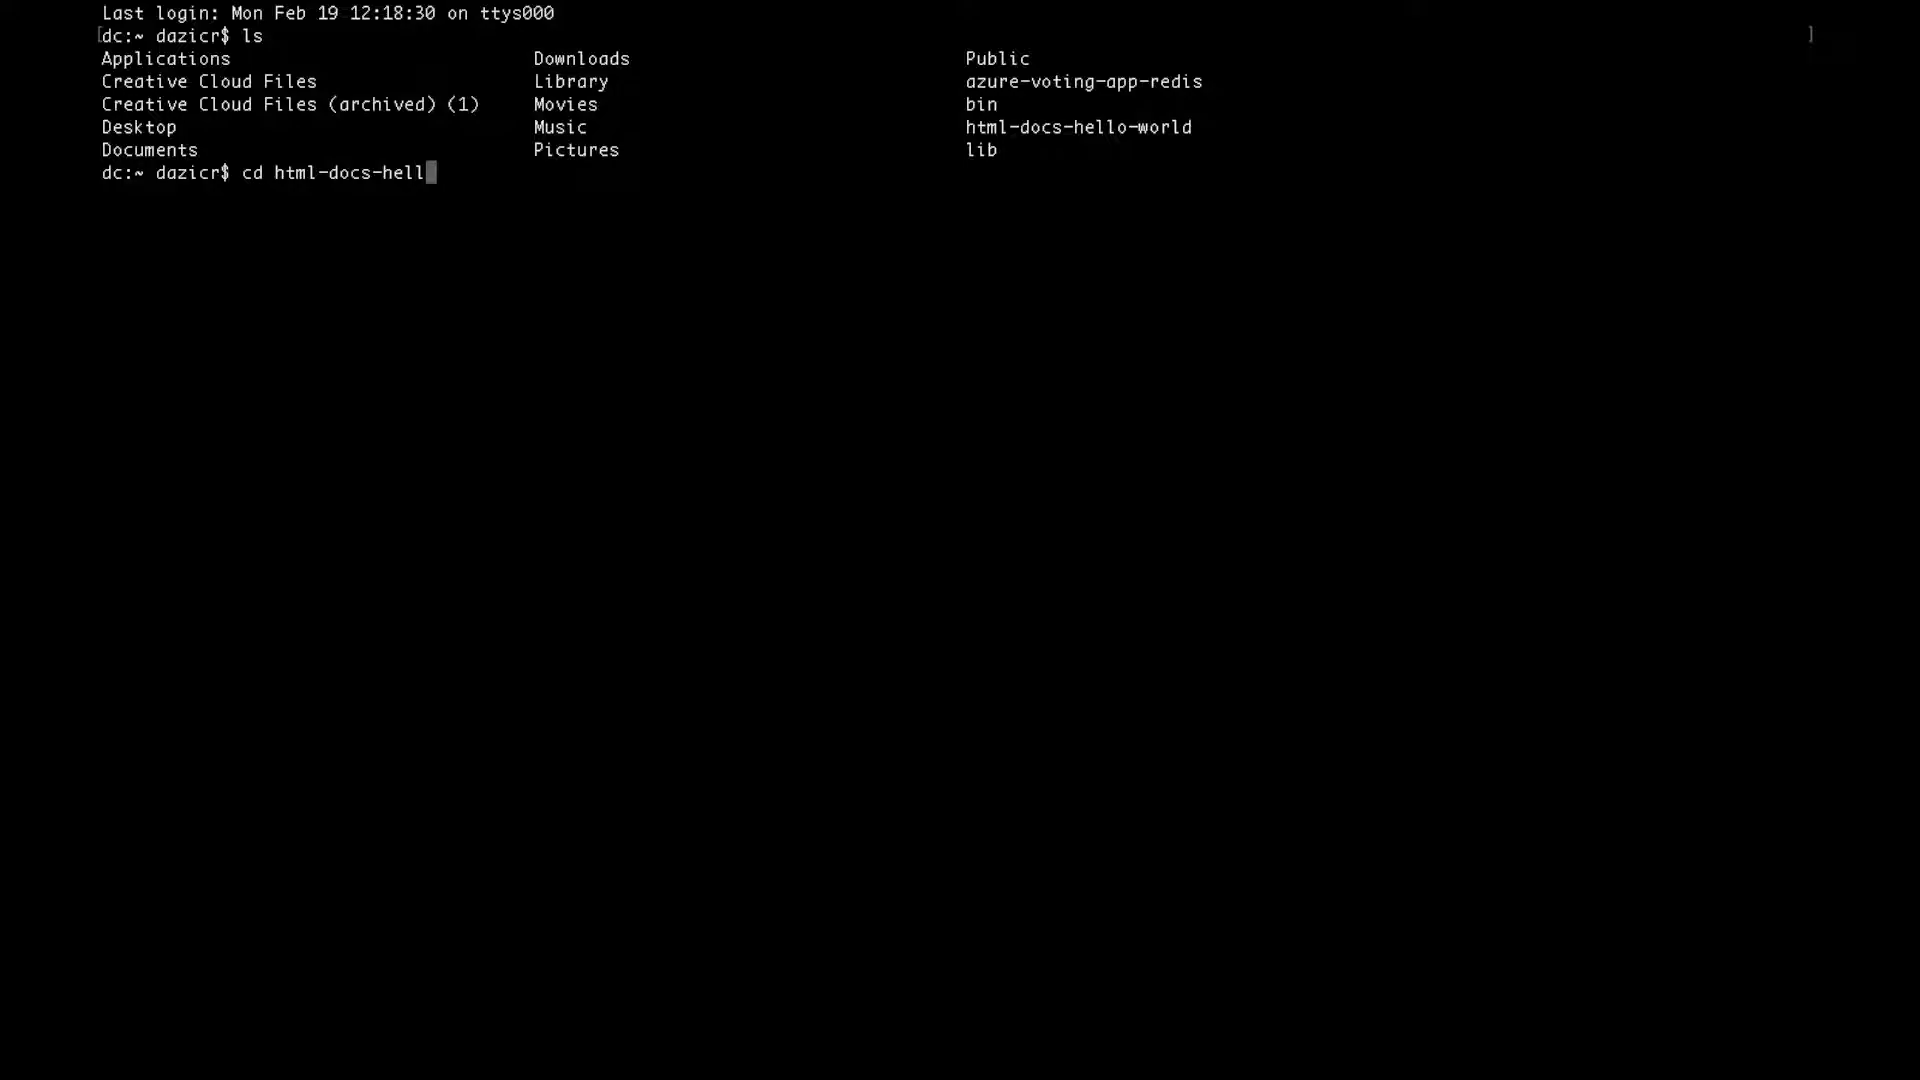 Last login: Mon Feb 19 12:18:30 on ttys000
[dc:~ dazicr$ ls ]
Applications Downloads Public
Creative Cloud Files Library azure-voting-app-redis
Creative Cloud Files (archived) (1) Movies bin
Desktop Music html-docs-hello-world
Documents Pictures lib
dc:~ dazicr$ cd html-docs-hell